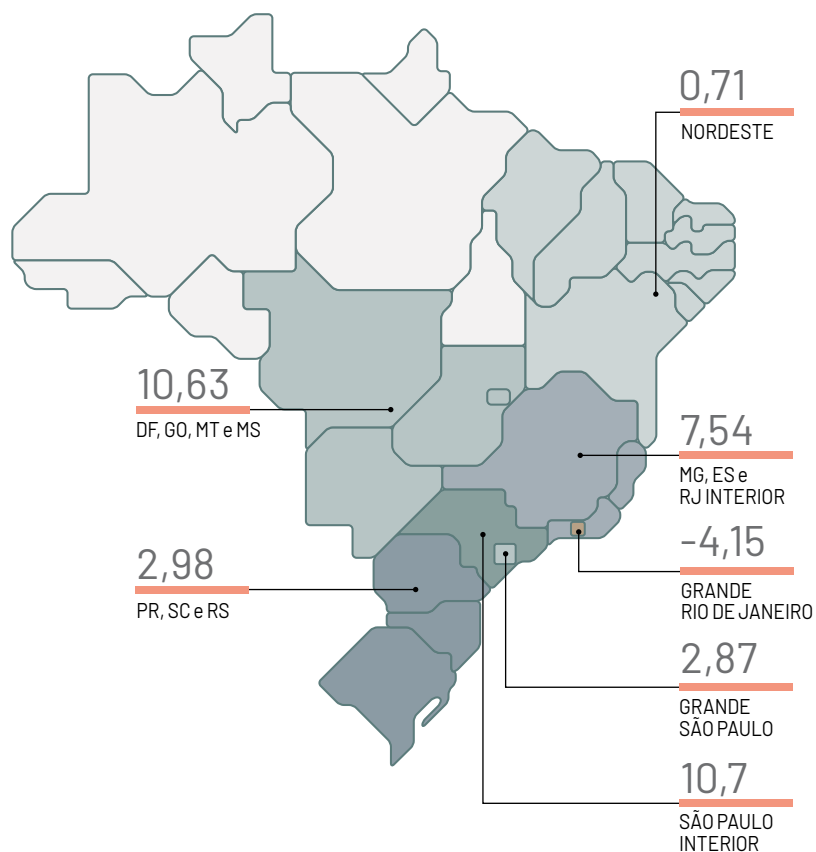 0,71
NORDESTE
10,63
DF, GO, MT e MS
7,54
MG, ES e
RJ INTERIOR
-4,15
GRANDE
RIO DE JANEIRO
2,98
PR, SC e RS
2,87
GRANDE
SÃO PAULO
10,7
SÃO PAULO
INTERIOR